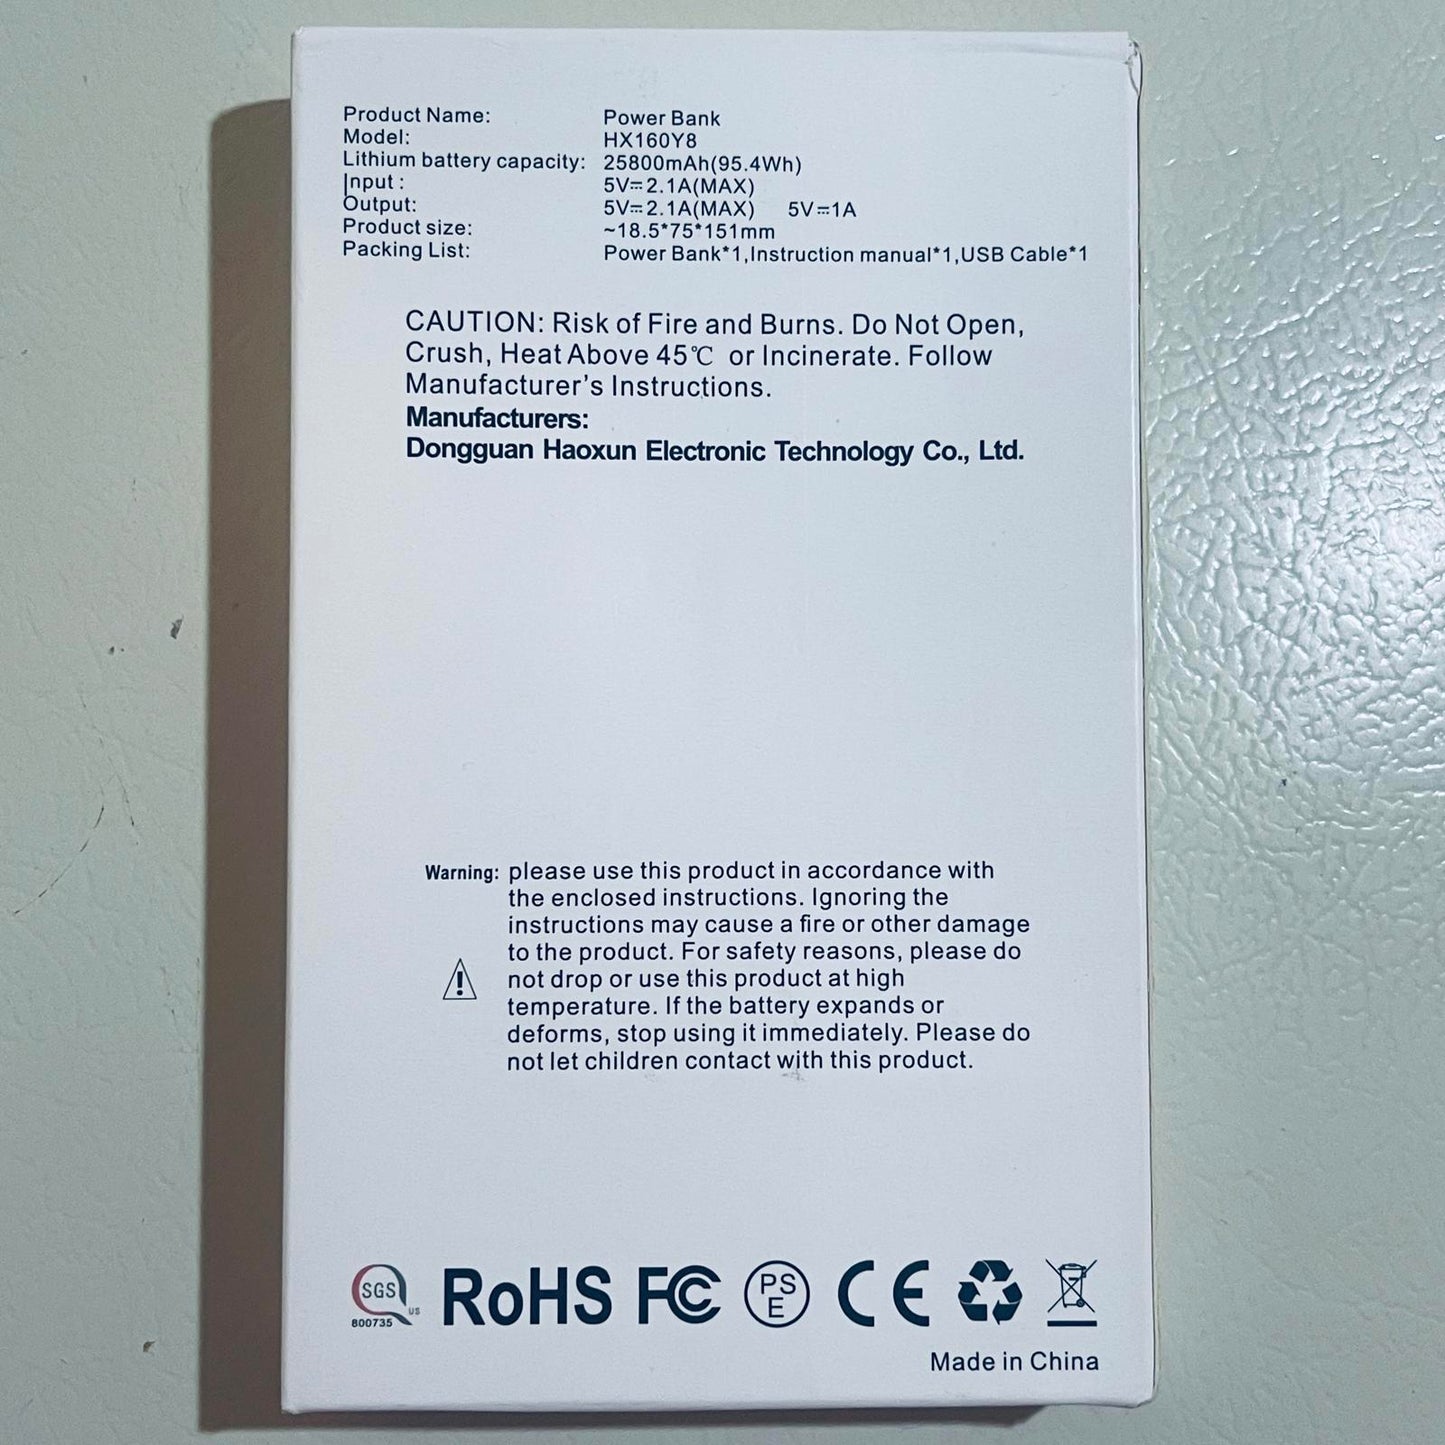 Product Name: Power Bank
Model: HX160Y8
Lithium battery capacity: 25800mAh(95.4Wh)
Input : 5V⎓2.1A(MAX)
Output: 5V⎓2.1A(MAX) 5V⎓1A
Product size: ~18.5*75*151mm
Packing List: Power Bank*1,Instruction manual*1,USB Cable*1
CAUTION: Risk of Fire and Burns. Do Not Open,
Crush, Heat Above 45℃ or Incinerate. Follow
Manufacturer's Instructions.
Manufacturers:
Dongguan Haoxun Electronic Technology Co., Ltd.
Warning: please use this product in accordance with
the enclosed instructions. Ignoring the
instructions may cause a fire or other damage
to the product. For safety reasons, please do
not drop or use this product at high
temperature. If the battery expands or
deforms, stop using it immediately. Please do
not let children contact with this product.
SGS US
800735
RoHS FC PS E CE
Made in China